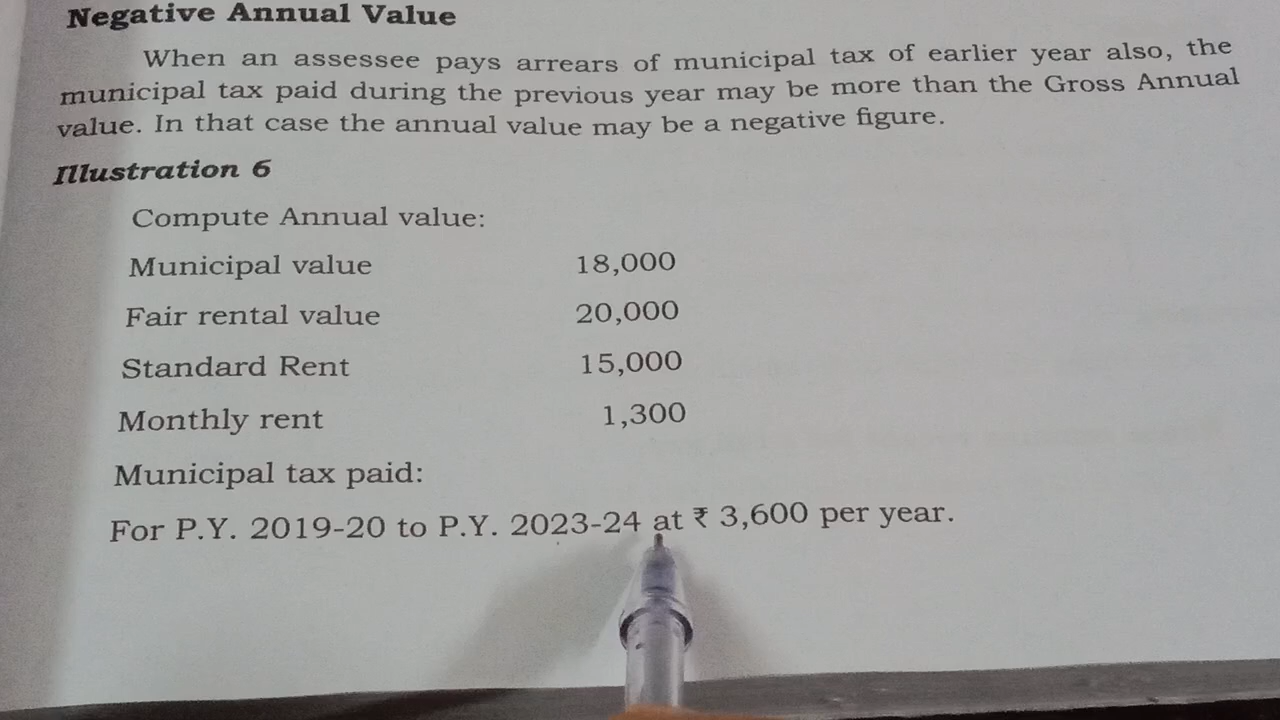 Negative Annual Value
When an assessee pays arrears of municipal tax of earlier year also, the
municipal tax paid during the previous year may be more than the Gross Annual
value. In that case the annual value may be a negative figure.
Illustration 6
Compute Annual value:
Municipal value 18,000
Fair rental value 20,000
Standard Rent 15,000
Monthly rent 1,300
Municipal tax paid:
For P.Y. 2019-20 to P.Y. 2023-24 at ₹ 3,600 per year.